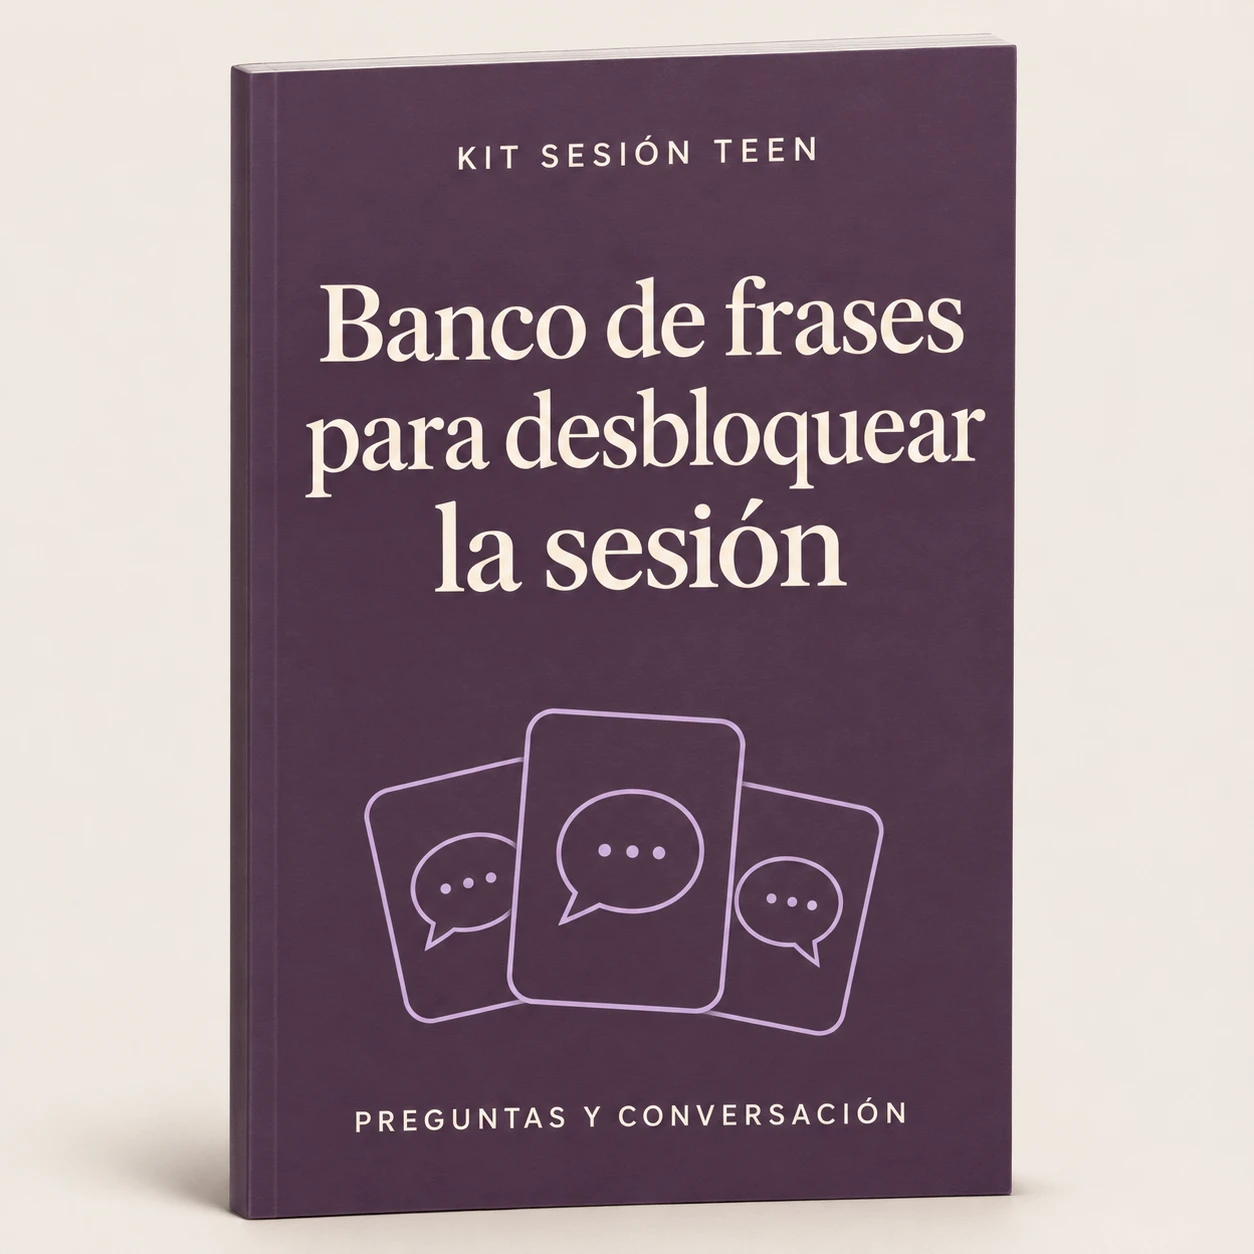 KIT SESIÓN TEEN
Banco de frases
para desbloquear
la sesión
PREGUNTAS Y CONVERSACIÓN